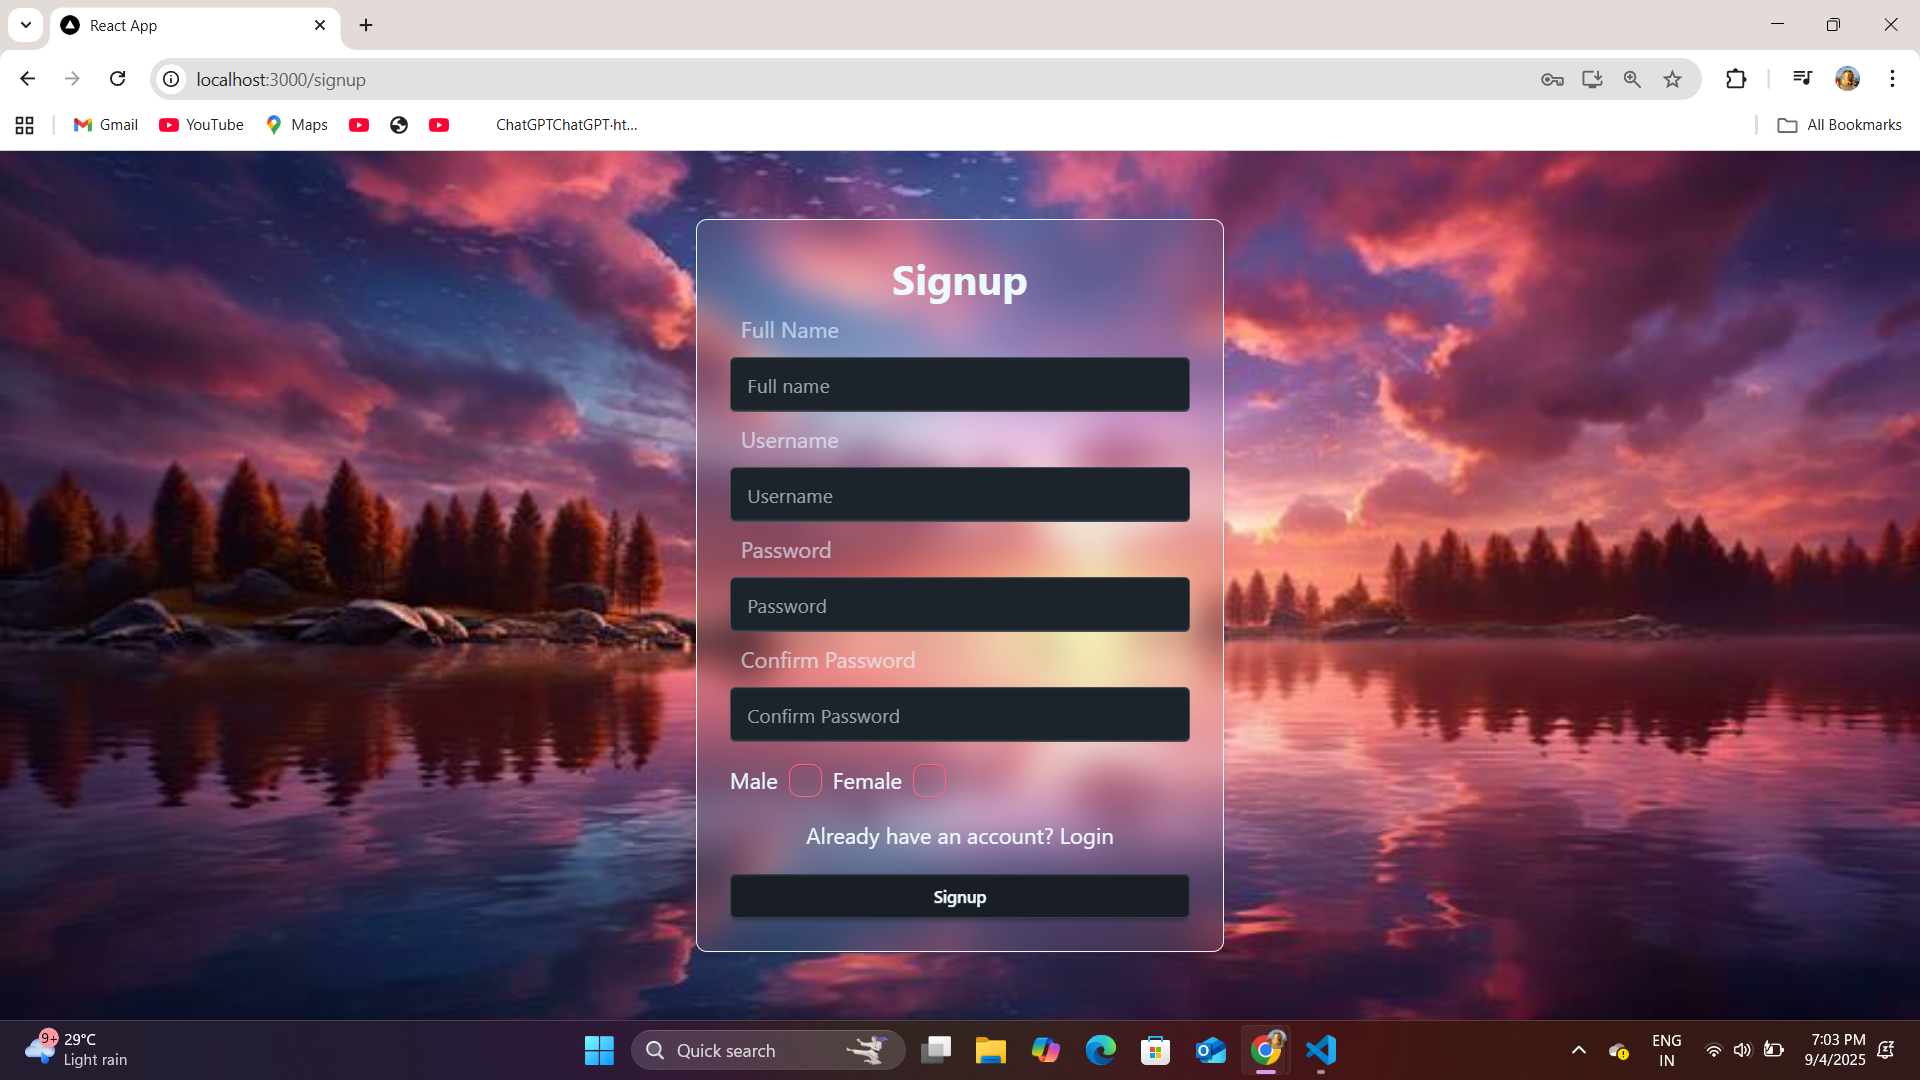 React App
localhost:3000/signup
Gmail
YouTube
Maps
ChatGPTChatGPT·ht...
All Bookmarks
Signup
Full Name
Full name
Username
Username
Password
Password
Confirm Password
Confirm Password
Male Female
Already have an account? Login
Signup
9+
29°C
Light rain
Quick search
ENG
IN
7:03 PM
9/4/2025